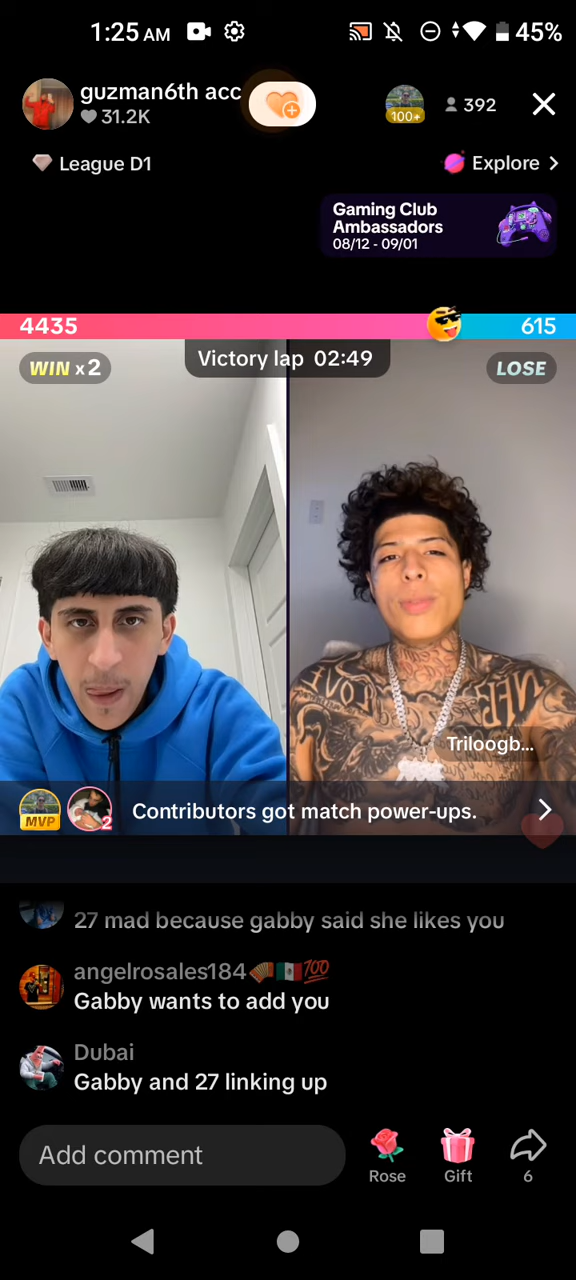 1:25 AM
45%
guzman6th acc
31.2K
100+
392
League D1
Explore
Gaming Club
Ambassadors
08/12 - 09/01
4435
615
WIN x2
Victory lap 02:49
LOSE
LOVE
Triloogb...
MVP
2
Contributors got match power-ups.
27 mad because gabby said she likes you
angelrosales184🪭🇲🇽💯
Gabby wants to add you
Dubai
Gabby and 27 linking up
Add comment
Rose
Gift
6